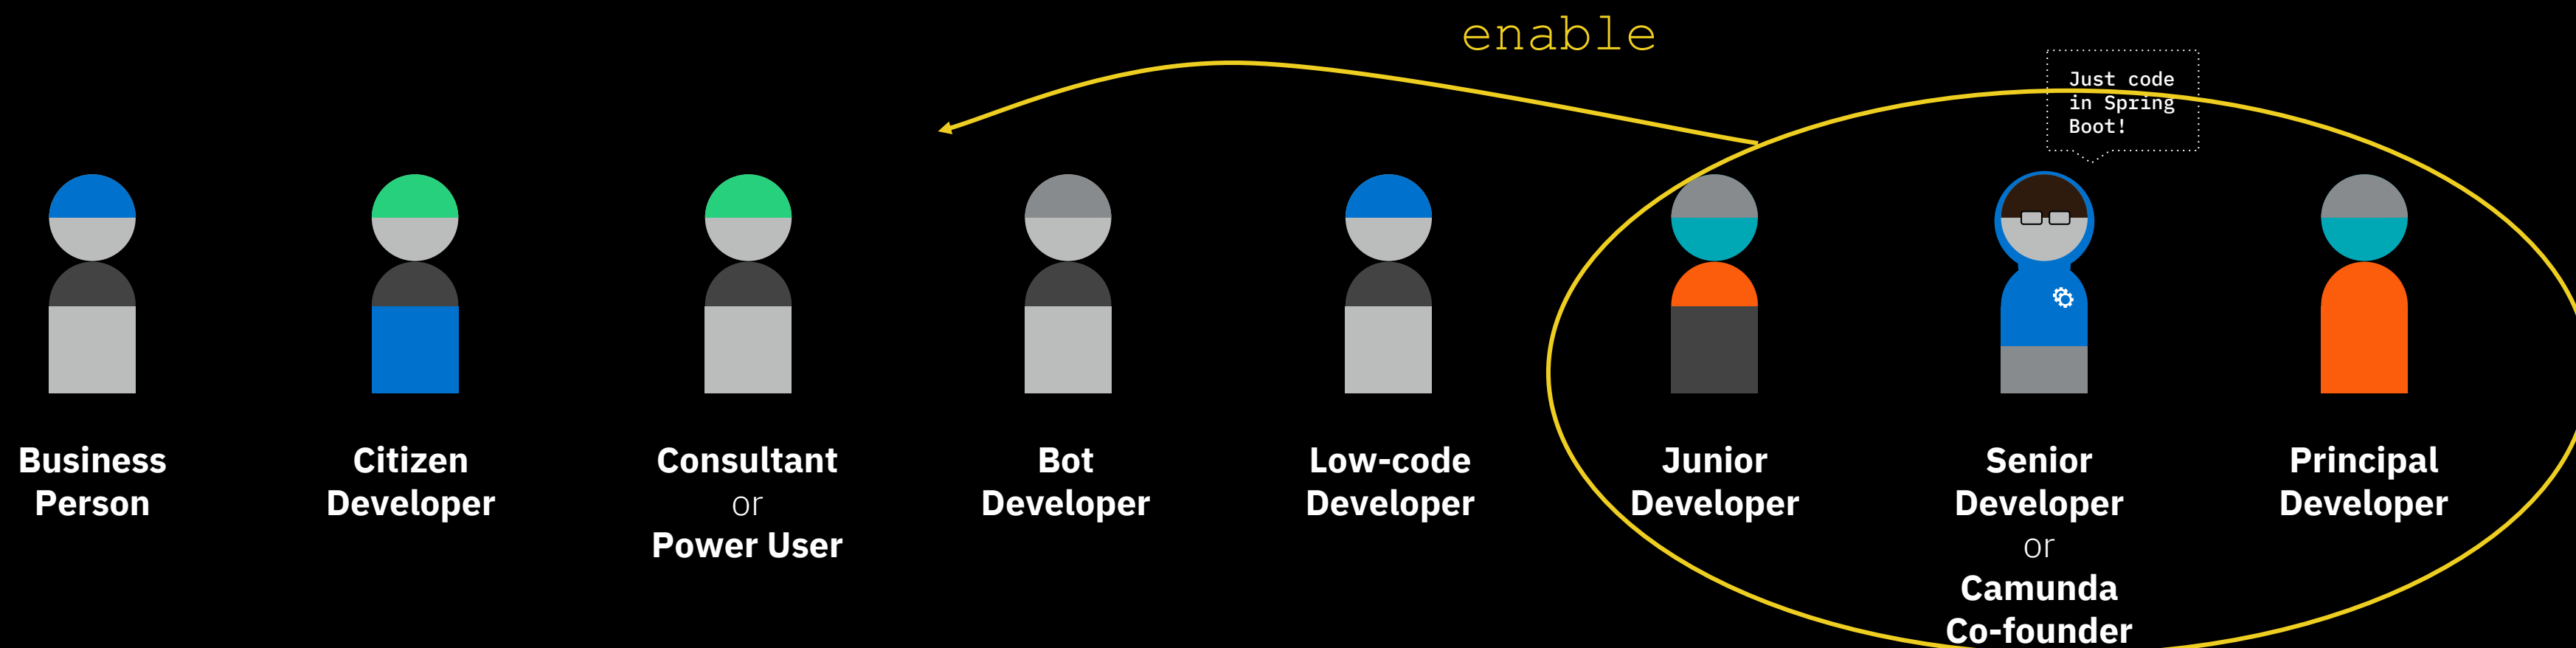 enable
Just code
in Spring
Boot!
Business
Person
Citizen
Developer
Consultant
or
Power User
Bot
Developer
Low-code
Developer
Junior
Developer
Senior
Developer
or
Camunda
Co-founder
Principal
Developer